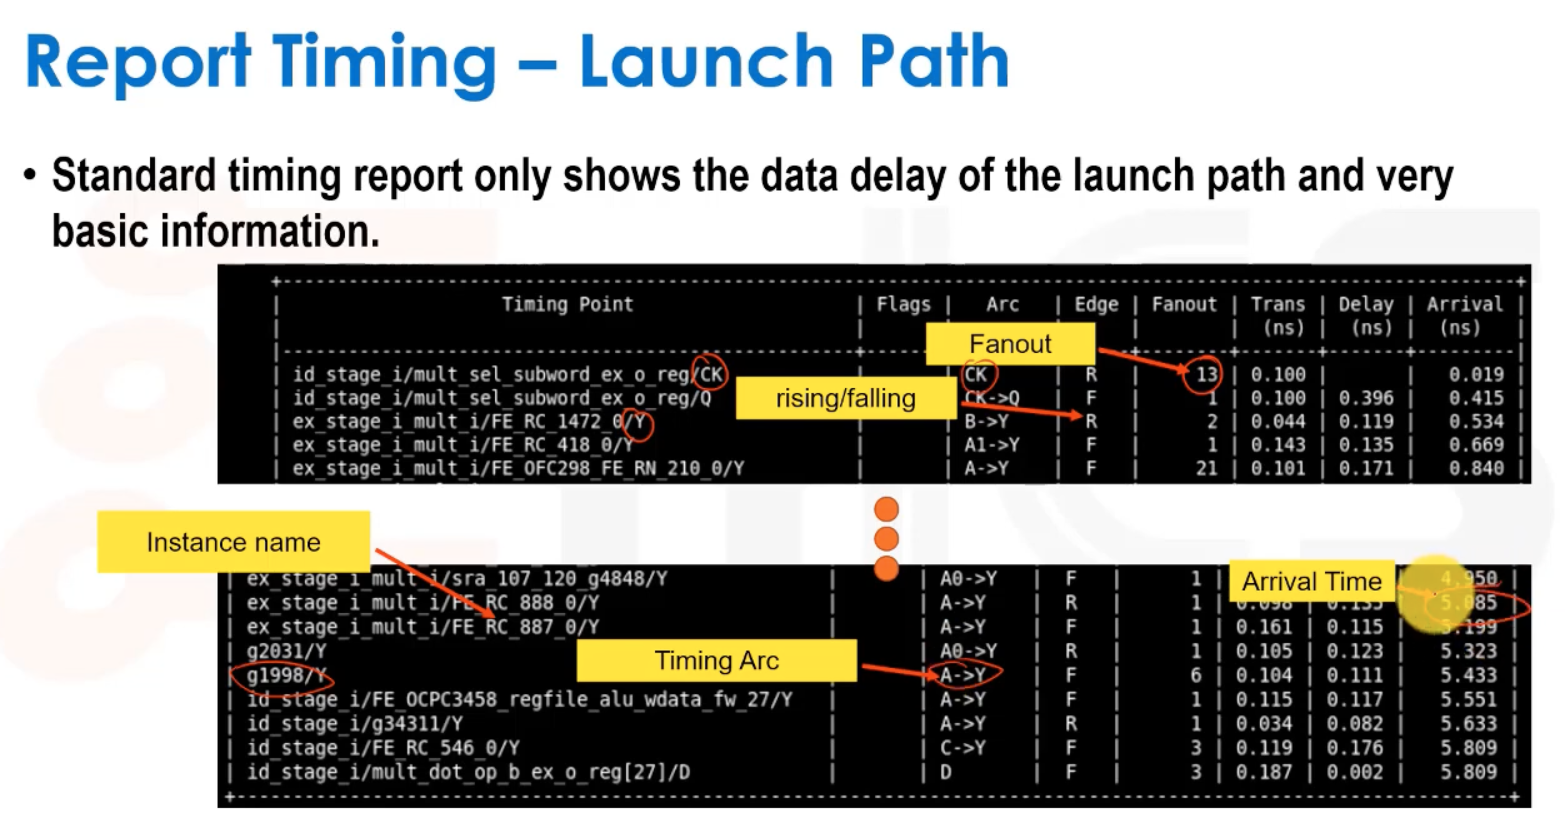 Report Timing – Launch Path
• Standard timing report only shows the data delay of the launch path and very
basic information.
Timing Point | Flags | Arc | Edge | Fanout | Trans | Delay | Arrival
(ns) | (ns) | (ns)
Fanout
id_stage_i/mult_sel_subword_ex_o_reg/CK | CK | R | 13 | 0.100 | | 0.019
rising/falling
id_stage_i/mult_sel_subword_ex_o_reg/Q | CK->Q | F | 1 | 0.100 | 0.396 | 0.415
ex_stage_i_mult_i/FE_RC_1472_0/Y | B->Y | R | 2 | 0.044 | 0.119 | 0.534
ex_stage_i_mult_i/FE_RC_418_0/Y | A1->Y | F | 1 | 0.143 | 0.135 | 0.669
ex_stage_i_mult_i/FE_OFC298_FE_RN_210_0/Y | A->Y | F | 21 | 0.101 | 0.171 | 0.840
Instance name
ex_stage_i_mult_i/sra_107_120_g4848/Y | A0->Y | F | 1 | 4.950
Arrival Time
ex_stage_i_mult_i/FE_RC_888_0/Y | A->Y | R | 1 | 5.085
ex_stage_i_mult_i/FE_RC_887_0/Y | A->Y | F | 1 | 0.161 | 0.115 | 5.199
g2031/Y | A0->Y | R | 1 | 0.105 | 0.123 | 5.323
Timing Arc
g1998/Y | A->Y | F | 6 | 0.104 | 0.111 | 5.433
id_stage_i/FE_OCPC3458_regfile_alu_wdata_fw_27/Y | A->Y | F | 1 | 0.115 | 0.117 | 5.551
id_stage_i/g34311/Y | A->Y | R | 1 | 0.034 | 0.082 | 5.633
id_stage_i/FE_RC_546_0/Y | C->Y | F | 3 | 0.119 | 0.176 | 5.809
id_stage_i/mult_dot_op_b_ex_o_reg[27]/D | D | F | 3 | 0.187 | 0.002 | 5.809